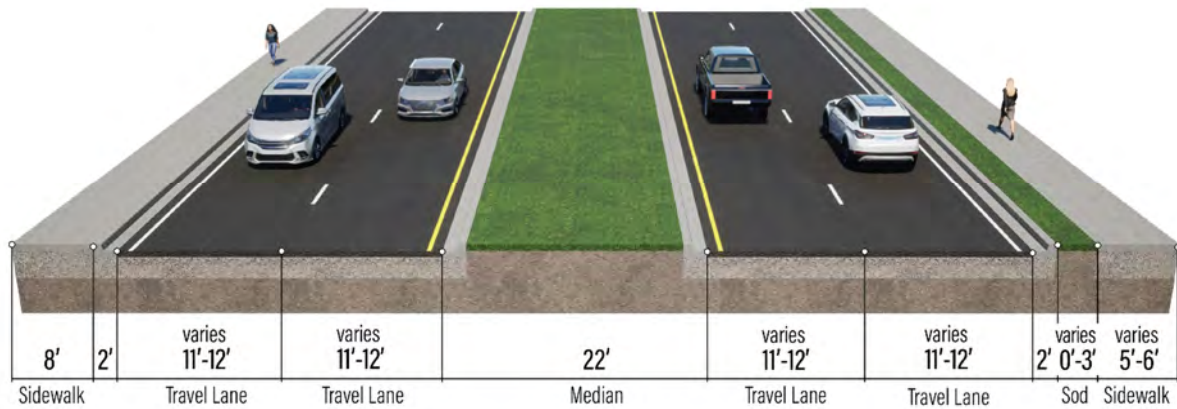 varies varies varies varies varies varies
8' 2' 11'-12' 11'-12' 22' 11'-12' 11'-12' 2' 0'-3' 5'-6'
Sidewalk Travel Lane Travel Lane Median Travel Lane Travel Lane Sod Sidewalk